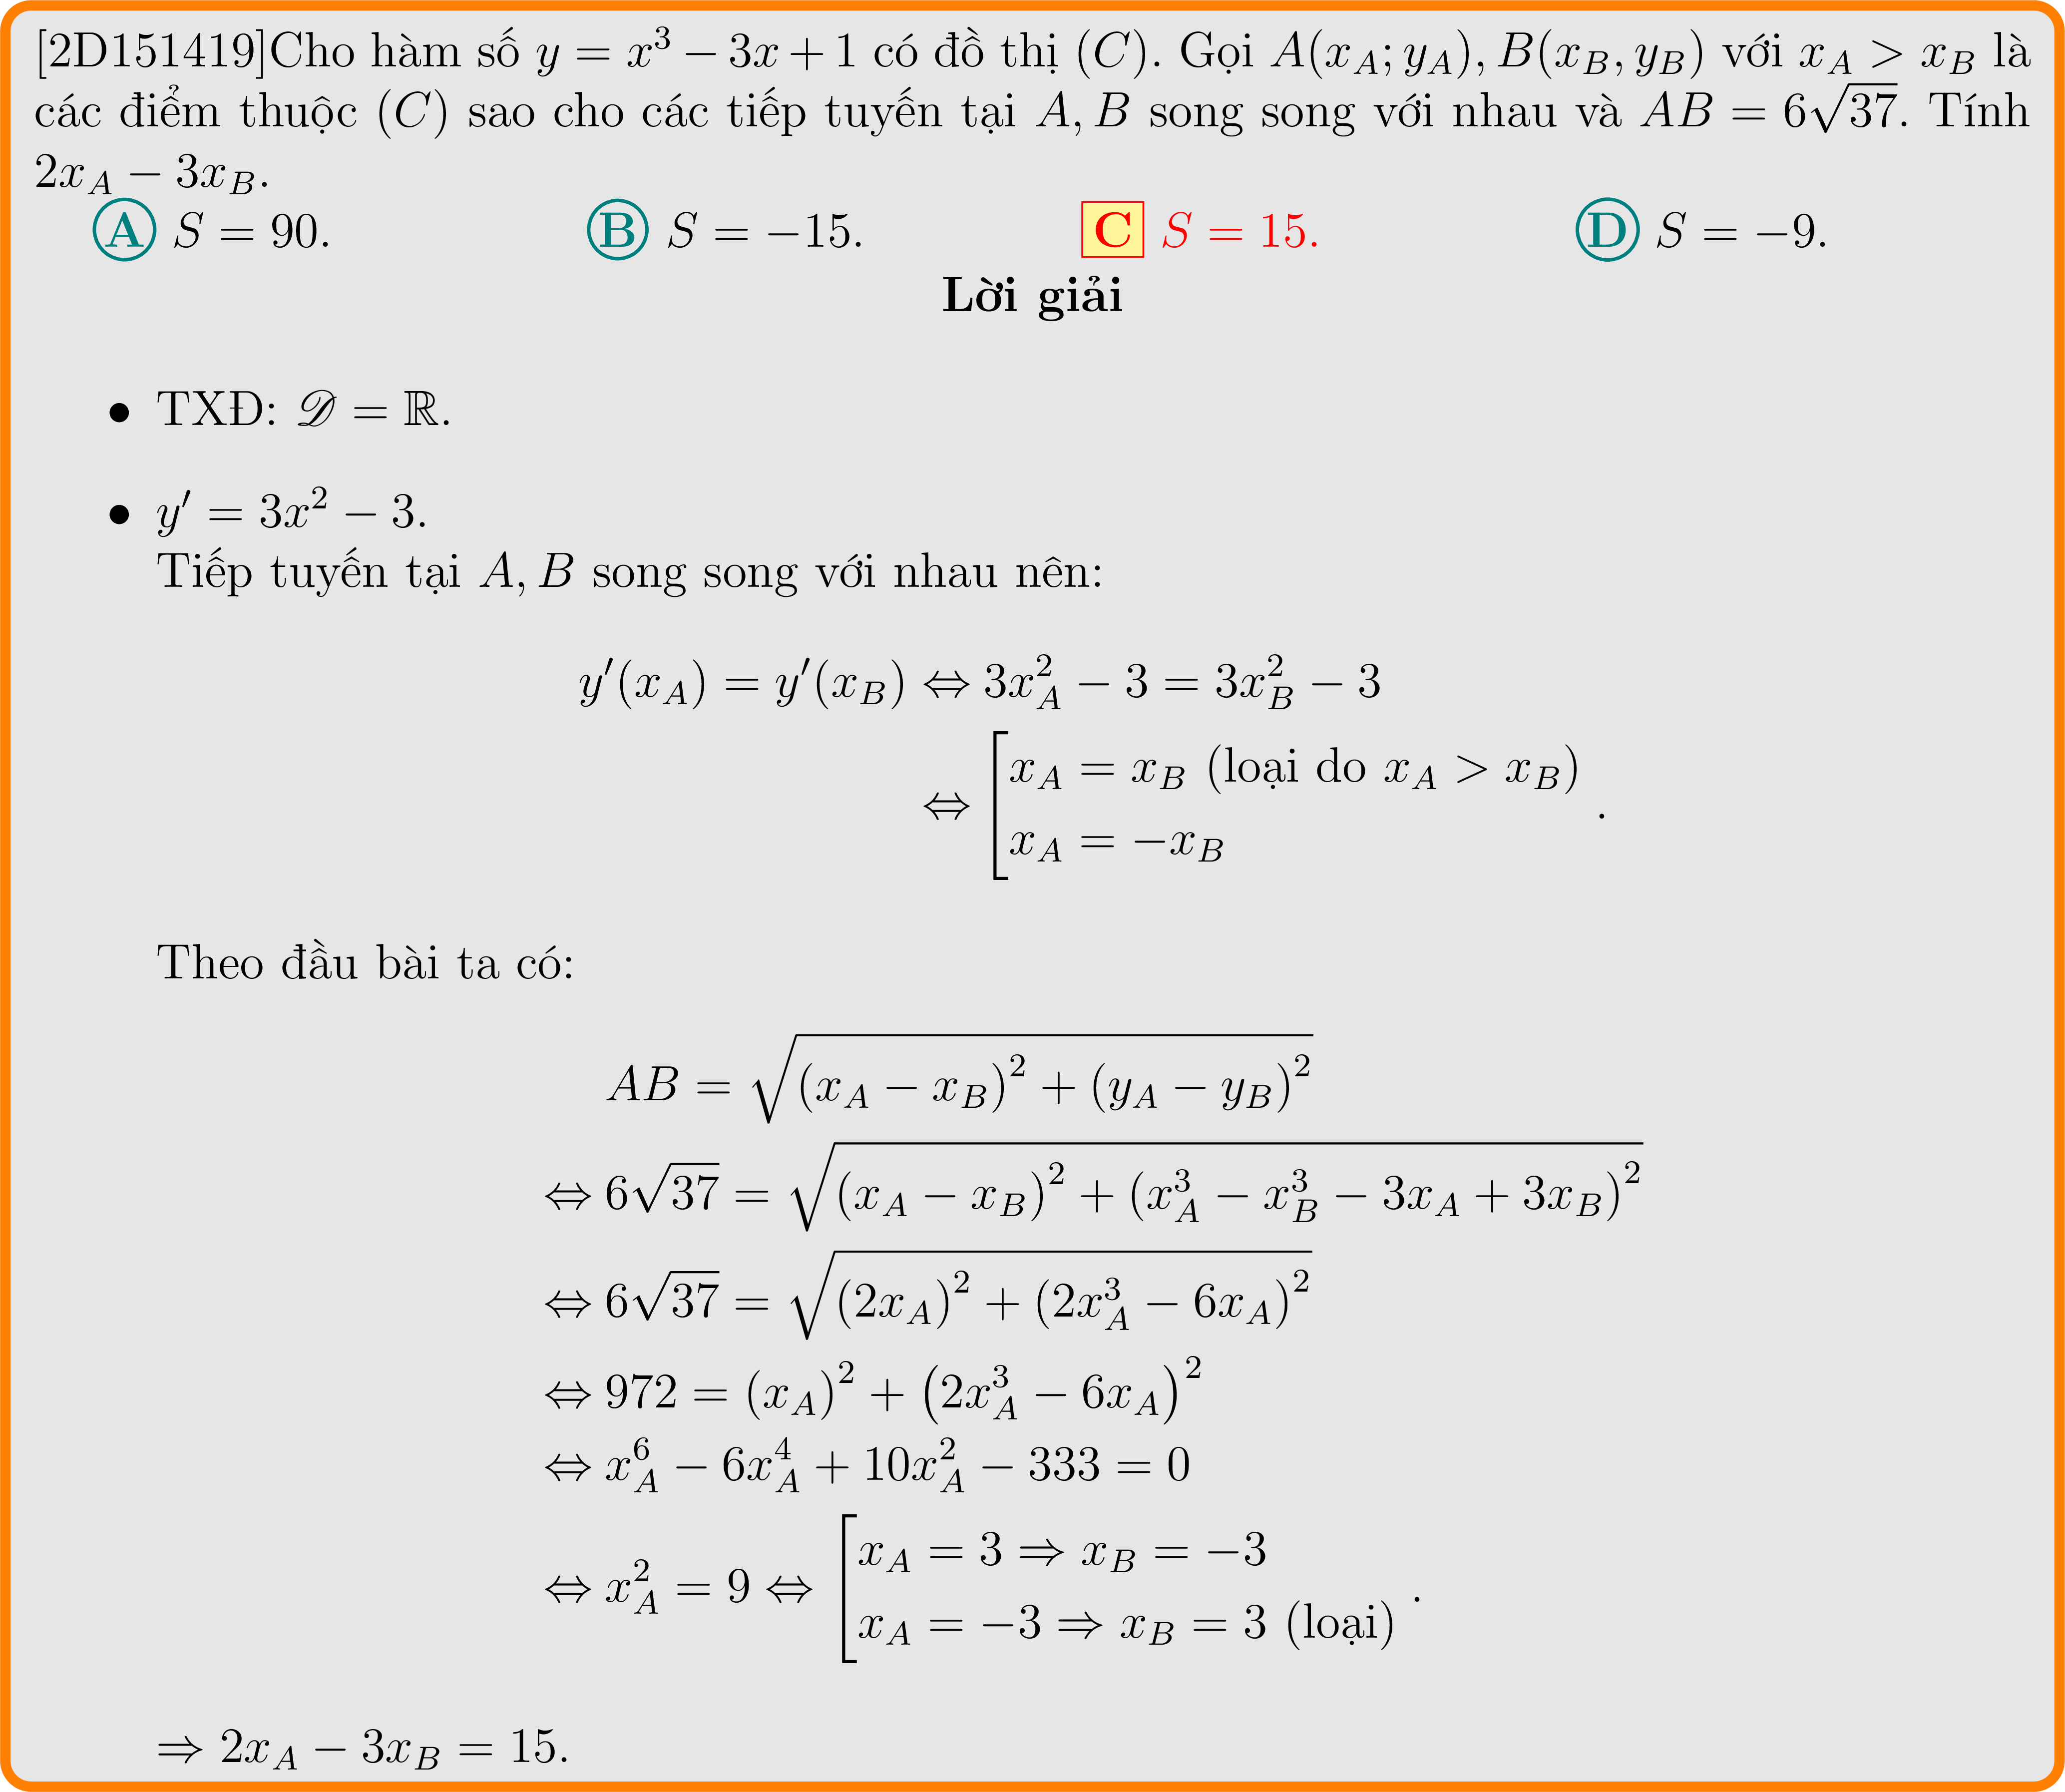 [2D151419]Cho hàm số $y = x^3 - 3x + 1$ có đồ thị $(C)$. Gọi $A(x_A; y_A), B(x_B, y_B)$ với $x_A > x_B$ là
các điểm thuộc $(C)$ sao cho các tiếp tuyến tại $A, B$ song song với nhau và $AB = 6\sqrt{37}$. Tính
$2x_A - 3x_B$.
A $S = 90$. B $S = -15$. C $S = 15$. D $S = -9$.
Lời giải
• TXĐ: $\mathscr{D} = \mathbb{R}$.
• $y' = 3x^2 - 3$.
Tiếp tuyến tại $A, B$ song song với nhau nên:
$y'(x_A) = y'(x_B) \Leftrightarrow 3x_A^2 - 3 = 3x_B^2 - 3$
$\Leftrightarrow \left[\begin{array}{l} x_A = x_B \text{ (loại do } x_A > x_B) \\ x_A = -x_B \end{array}\right.$.
Theo đầu bài ta có:
$AB = \sqrt{(x_A - x_B)^2 + (y_A - y_B)^2}$
$\Leftrightarrow 6\sqrt{37} = \sqrt{(x_A - x_B)^2 + (x_A^3 - x_B^3 - 3x_A + 3x_B)^2}$
$\Leftrightarrow 6\sqrt{37} = \sqrt{(2x_A)^2 + (2x_A^3 - 6x_A)^2}$
$\Leftrightarrow 972 = (x_A)^2 + (2x_A^3 - 6x_A)^2$
$\Leftrightarrow x_A^6 - 6x_A^4 + 10x_A^2 - 333 = 0$
$\Leftrightarrow x_A^2 = 9 \Leftrightarrow \left[\begin{array}{l} x_A = 3 \Rightarrow x_B = -3 \\ x_A = -3 \Rightarrow x_B = 3 \text{ (loại)} \end{array}\right.$.
$\Rightarrow 2x_A - 3x_B = 15$.